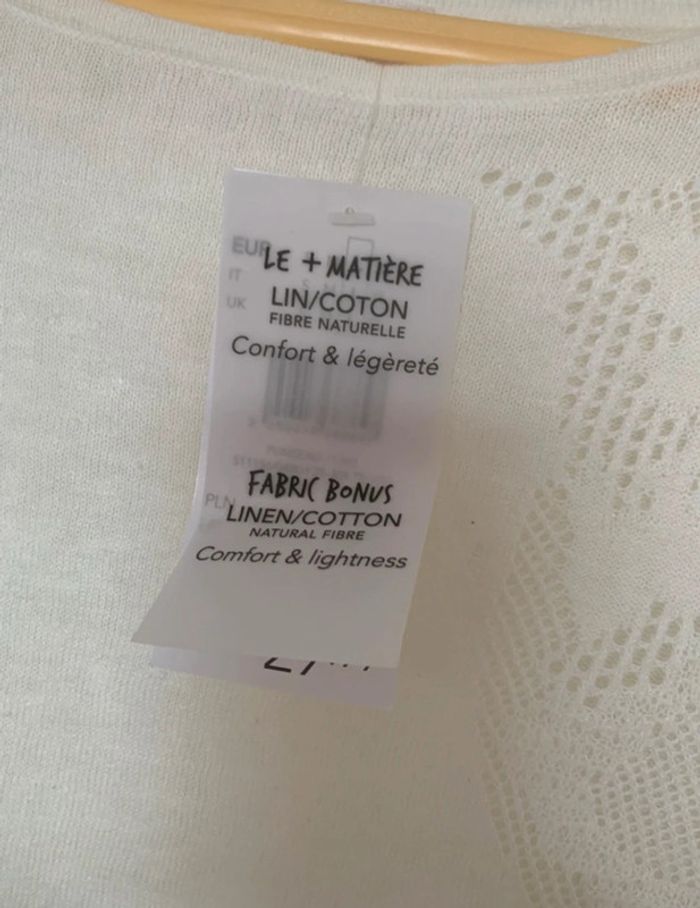 EUR
LE + MATIÈRE
IT
UK
LIN/COTON
FIBRE NATURELLE
Confort & légèreté
FABRIC BONUS
PLN
LINEN/COTTON
NATURAL FIBRE
Comfort & lightness